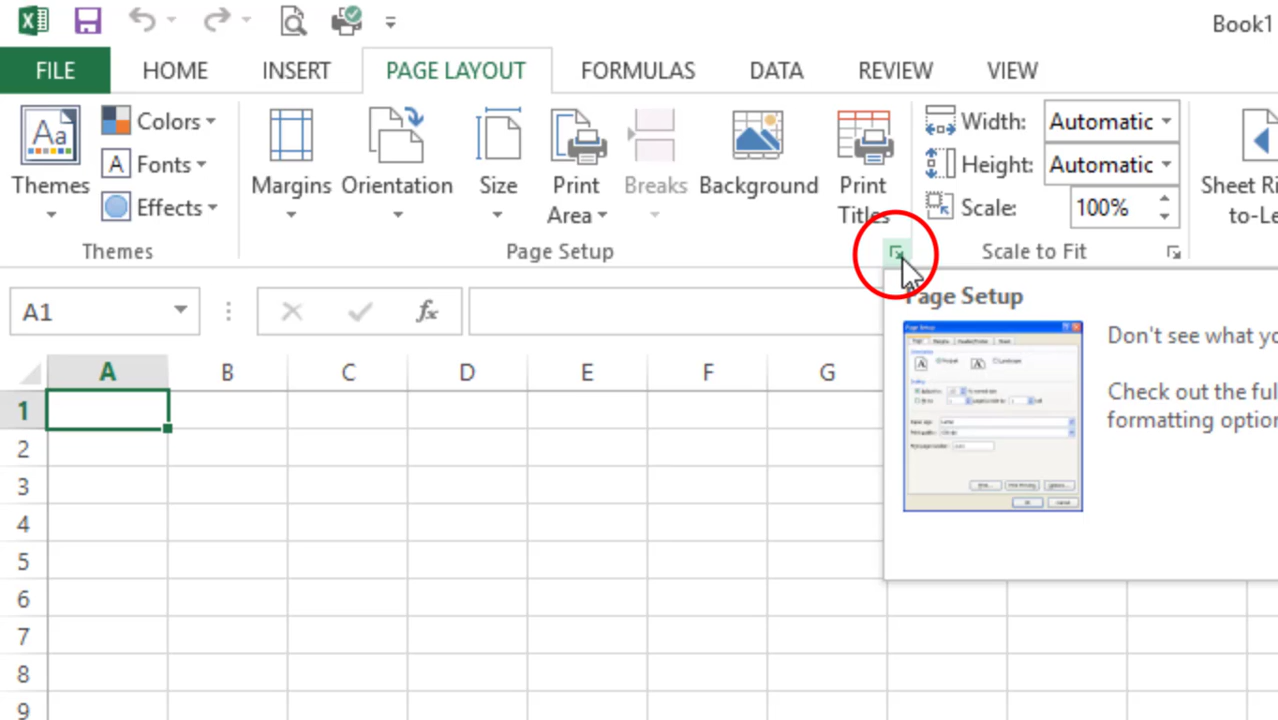 Book1
FILE HOME INSERT PAGE LAYOUT FORMULAS DATA REVIEW VIEW
Aa
Themes
Colors
A Fonts
Effects
Themes
Margins Orientation Size Print Area Breaks Background Print Titles
Page Setup
Width: Automatic
Height: Automatic
Scale: 100%
Scale to Fit
Sheet Ri
to-Le
A1
fx
Page Setup
Don't see what yo
Check out the ful
formatting option
A B C D E F G
1
2
3
4
5
6
7
8
9